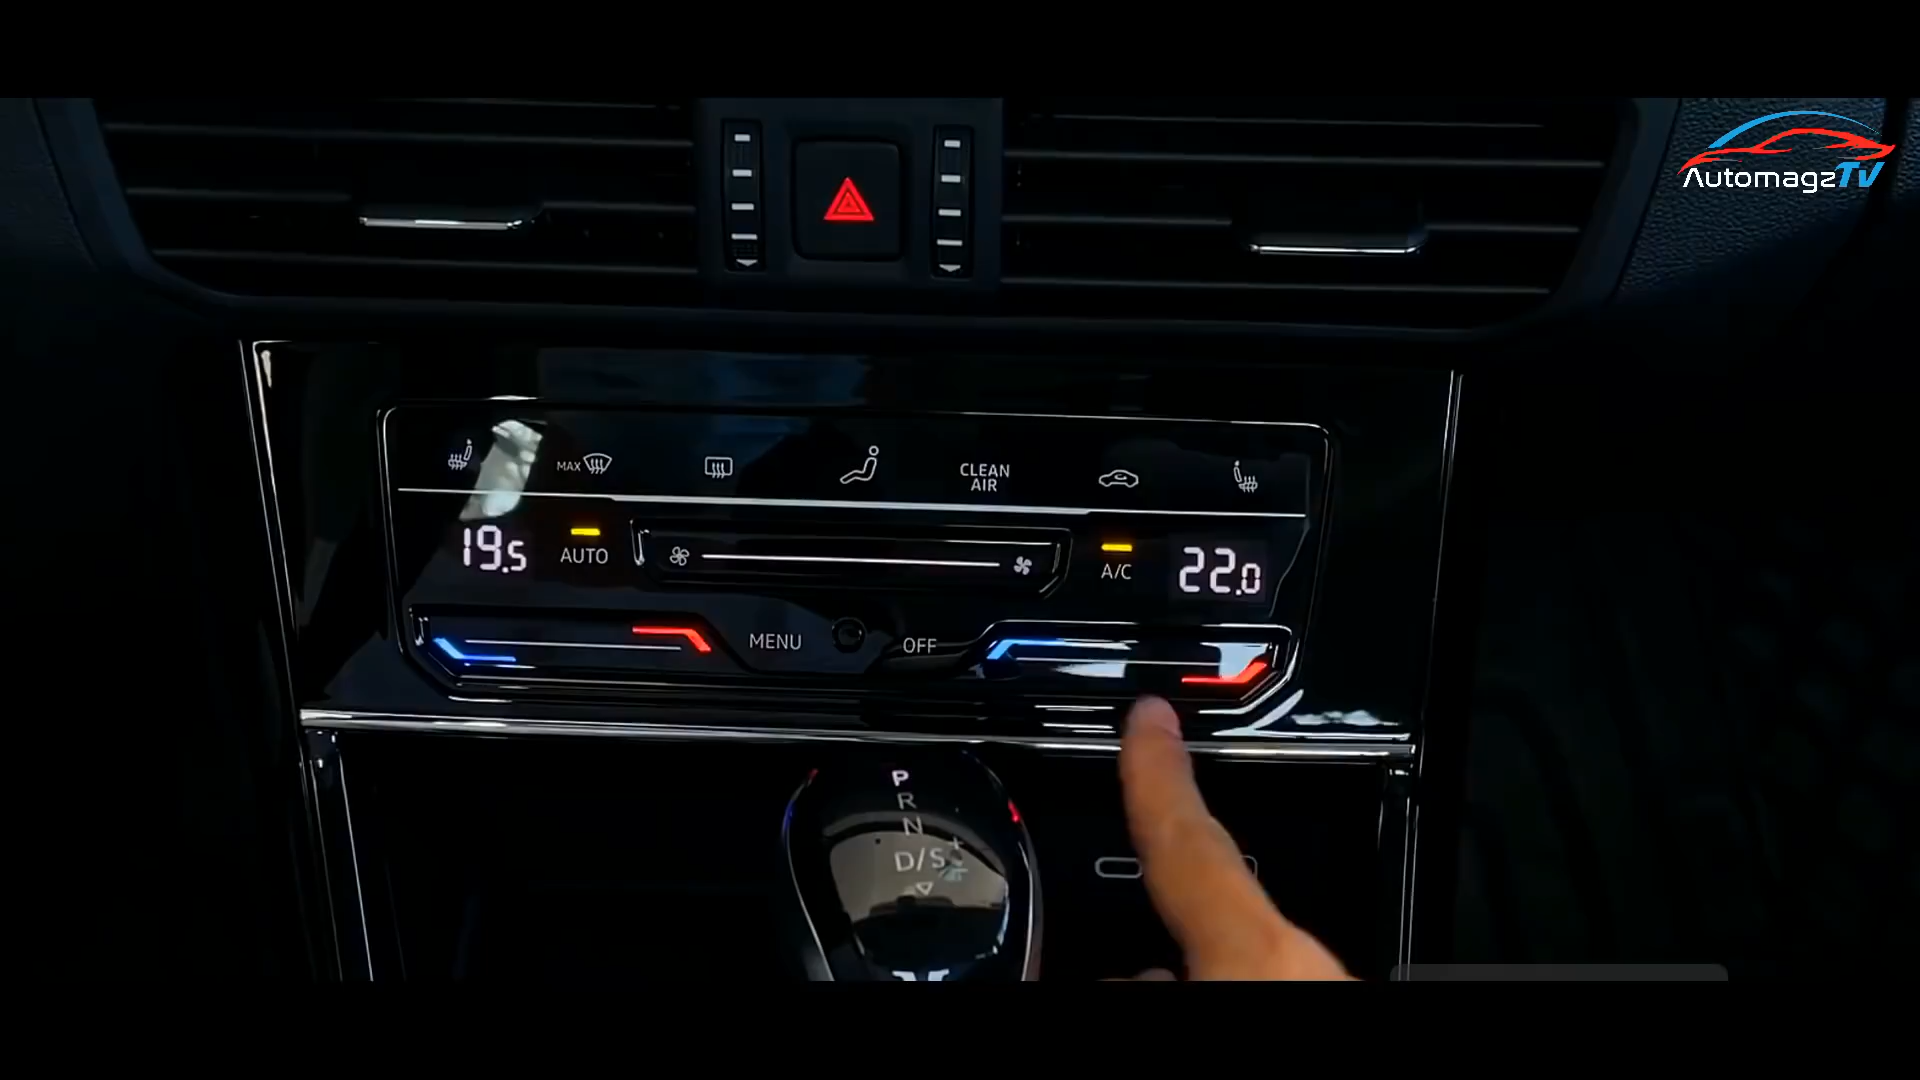 AutomagzTV
MAX
CLEAN
AIR
19.5
AUTO
A/C
22.0
MENU
OFF
P
R
N
D/S
+